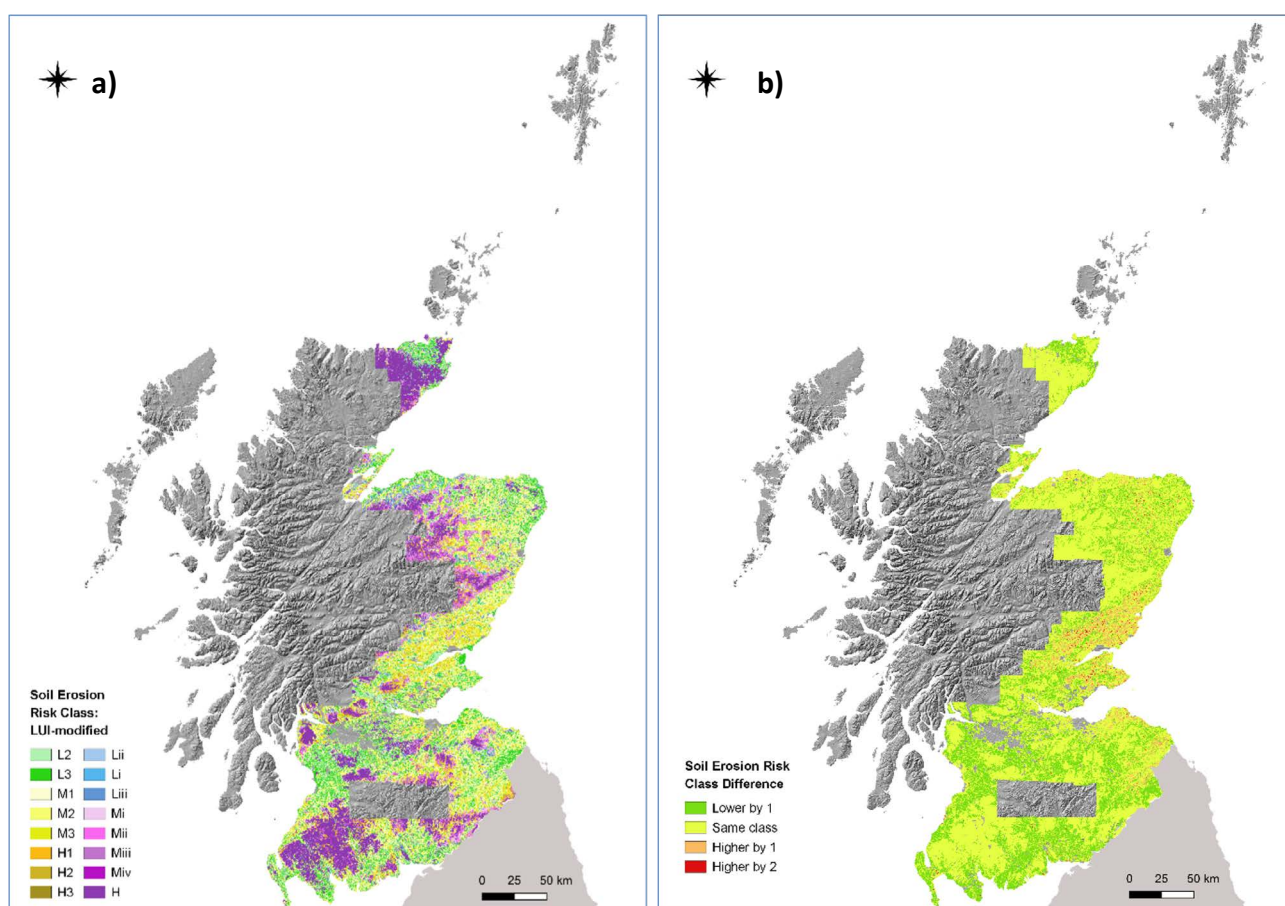 a)
Soil Erosion
Risk Class:
LUI-modified
L2 Lii
L3 Li
M1 Liii
M2 Mi
M3 Mii
H1 Miii
H2 Miv
H3 H
0 25 50 km
b)
Soil Erosion Risk
Class Difference
Lower by 1
Same class
Higher by 1
Higher by 2
0 25 50 km